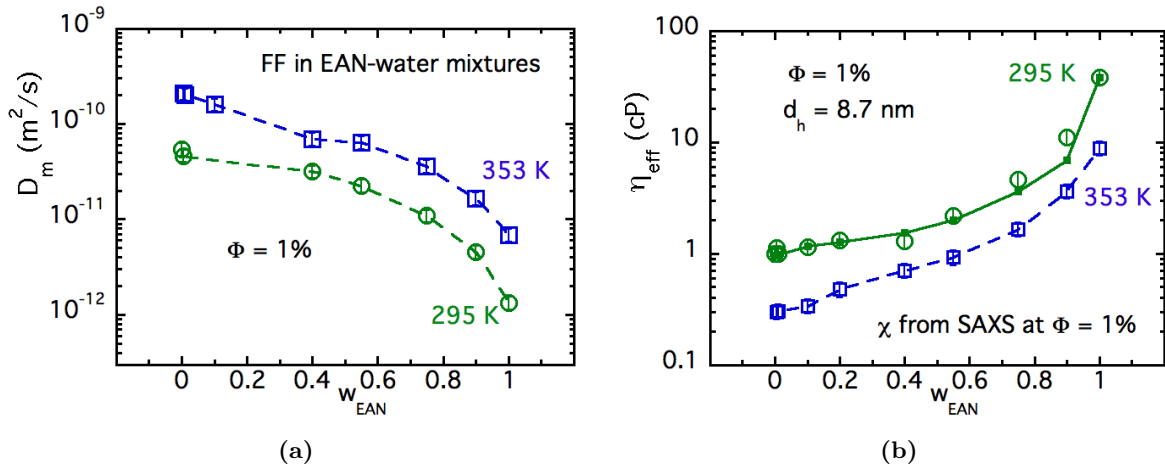 10⁻⁹
10⁻¹⁰
10⁻¹¹
10⁻¹²
D_m (m²/s)
FF in EAN-water mixtures
353 K
Φ = 1%
295 K
0 0.2 0.4 0.6 0.8 1
w_EAN
(a)
100
10
1
0.1
η_eff (cP)
Φ = 1%
d_h = 8.7 nm
295 K
353 K
χ from SAXS at Φ = 1%
0 0.2 0.4 0.6 0.8 1
w_EAN
(b)